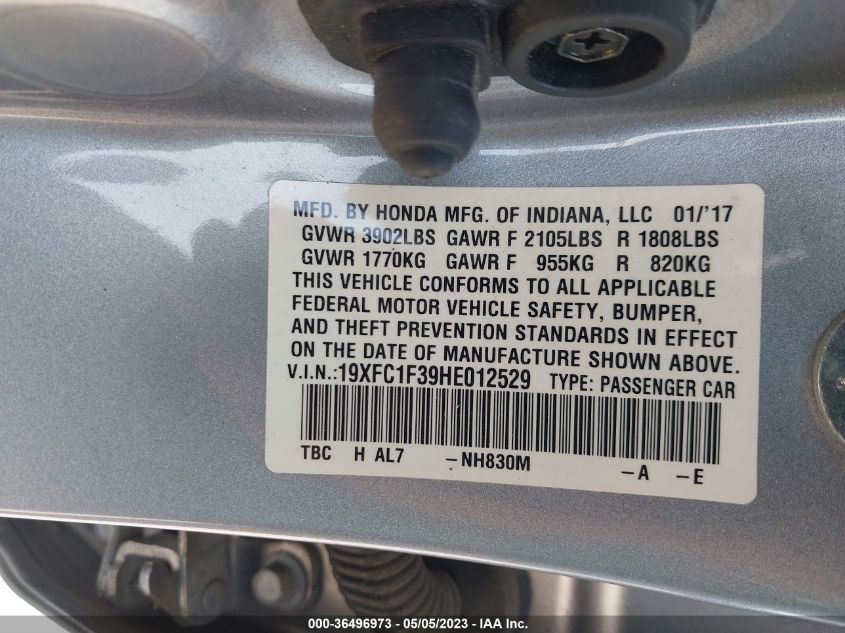 MFD. BY HONDA MFG. OF INDIANA, LLC 01/'17
GVWR 3902LBS GAWR F 2105LBS R 1808LBS
GVWR 1770KG GAWR F 955KG R 820KG
THIS VEHICLE CONFORMS TO ALL APPLICABLE
FEDERAL MOTOR VEHICLE SAFETY, BUMPER,
AND THEFT PREVENTION STANDARDS IN EFFECT
ON THE DATE OF MANUFACTURE SHOWN ABOVE.
V.I.N.:19XFC1F39HE012529 TYPE: PASSENGER CAR
TBC H AL7 –NH830M –A –E
000-36496973 - 05/05/2023 - IAA Inc.